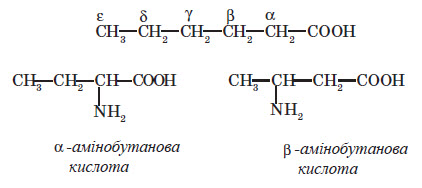 ε δ γ β α
CH₃—CH₂—CH₂—CH₂—CH₂—COOH
CH₃—CH₂—CH—COOH
NH₂
CH₃—CH—CH₂—COOH
NH₂
α-амінобутанова
кислота
β-амінобутанова
кислота